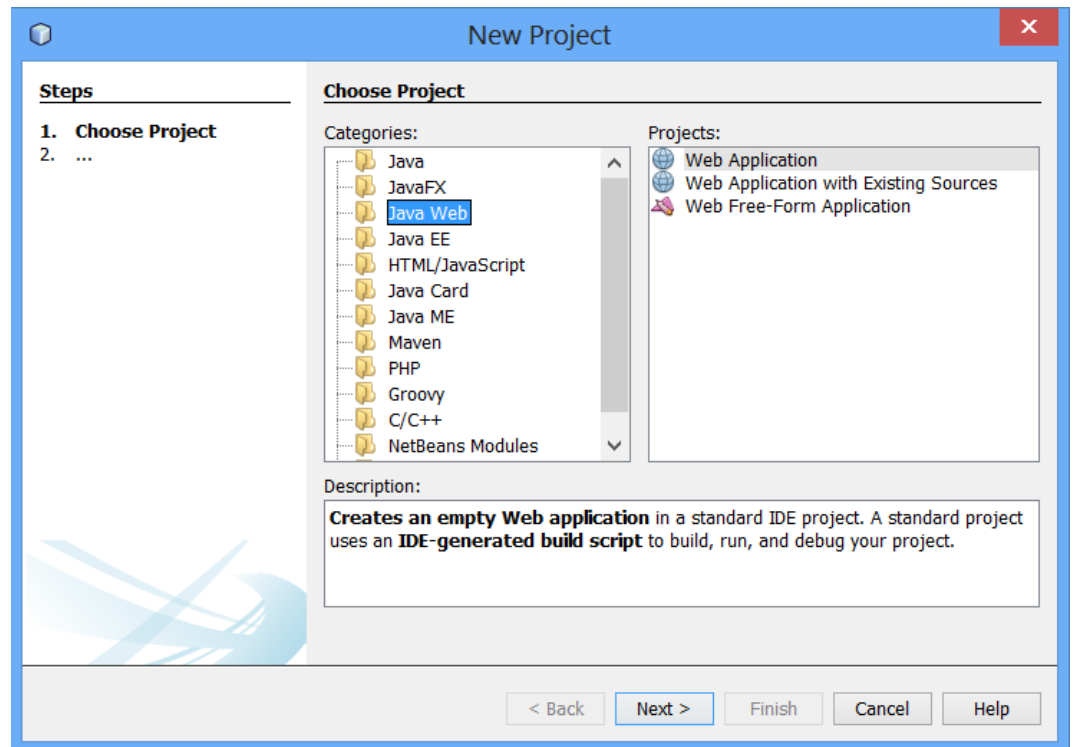 New Project
Steps
1. Choose Project
2. ...
Choose Project
Categories:
Java
JavaFX
Java Web
Java EE
HTML/JavaScript
Java Card
Java ME
Maven
PHP
Groovy
C/C++
NetBeans Modules
Projects:
Web Application
Web Application with Existing Sources
Web Free-Form Application
Description:
Creates an empty Web application in a standard IDE project. A standard project
uses an IDE-generated build script to build, run, and debug your project.
< Back
Next >
Finish
Cancel
Help